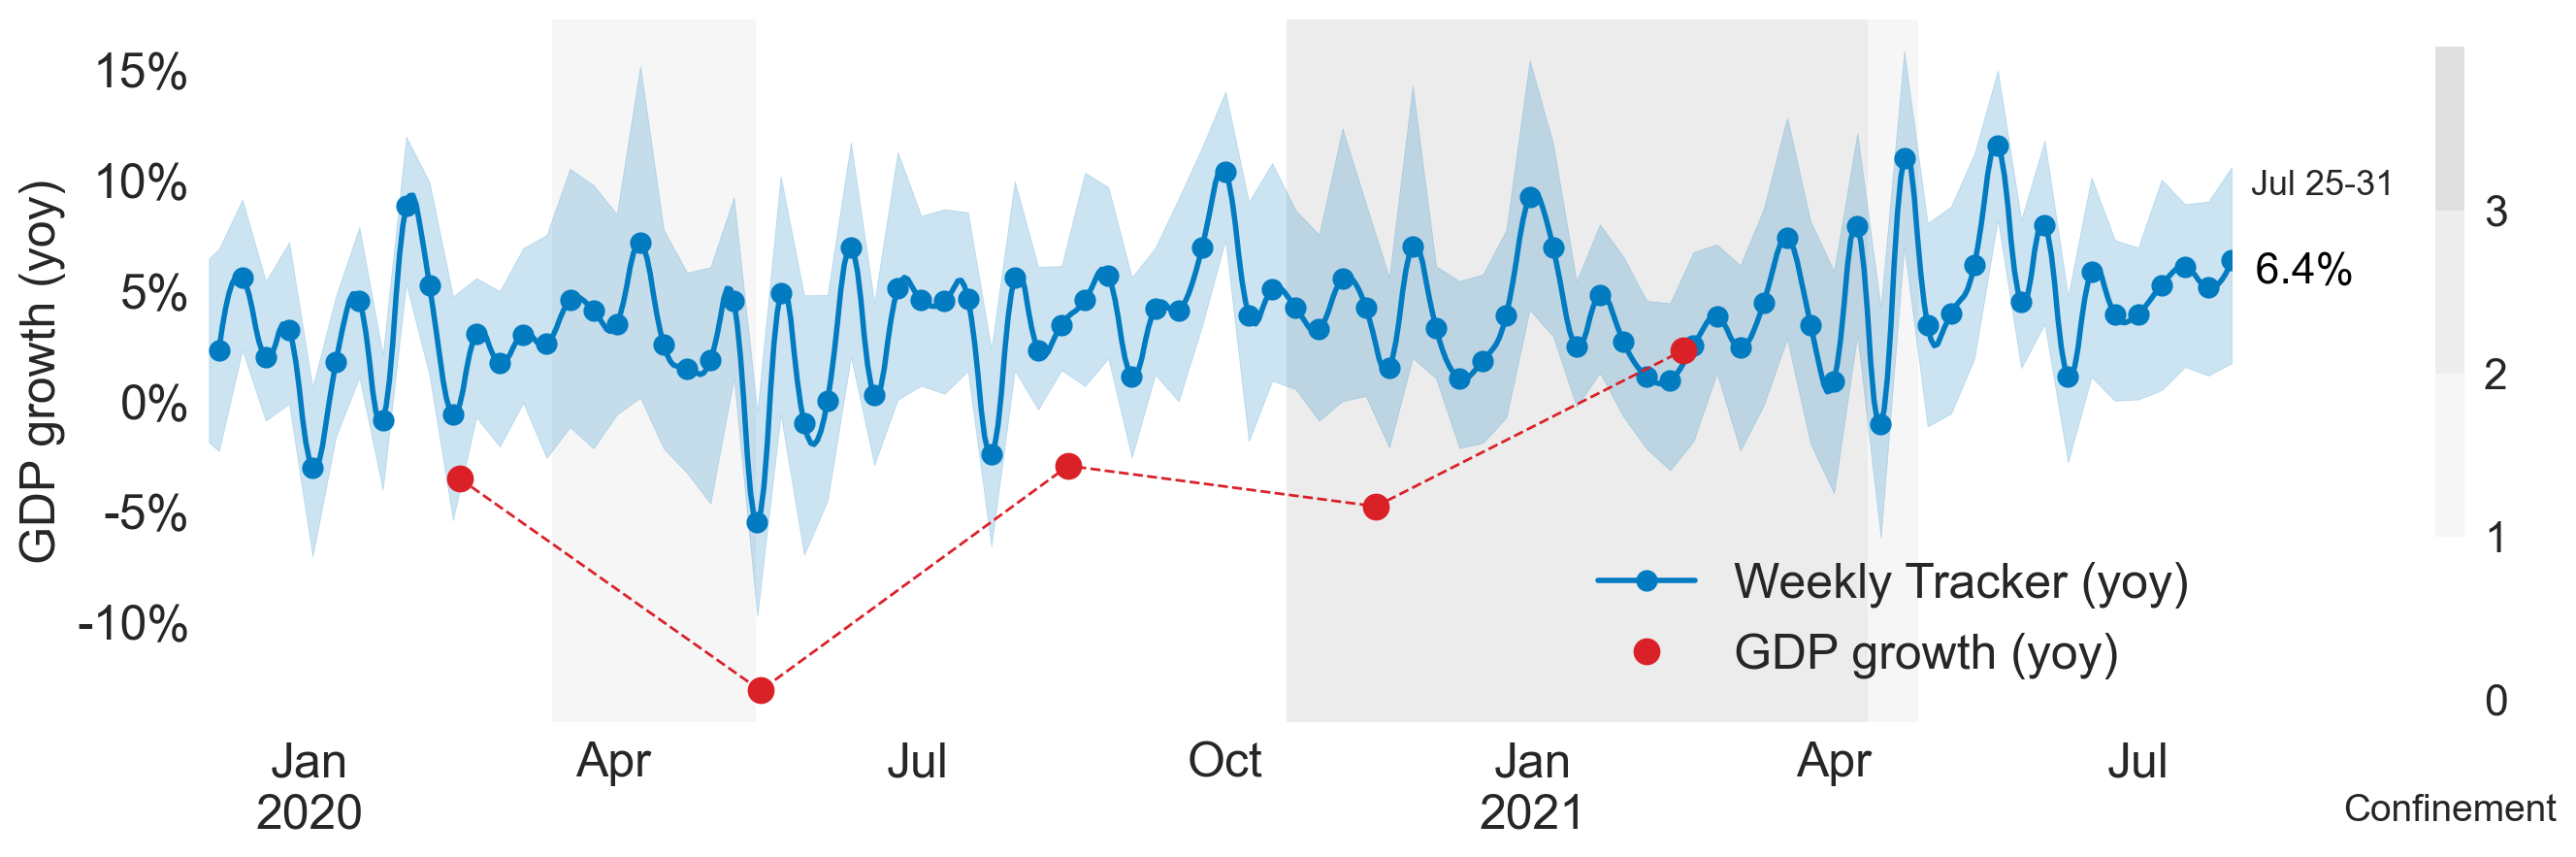 GDP growth (yoy)
15%
10%
5%
0%
-5%
-10%
Jan
2020
Apr
Jul
Oct
Jan
2021
Apr
Jul
Jul 25-31
6.4%
Weekly Tracker (yoy)
GDP growth (yoy)
3
2
1
0
Confinement